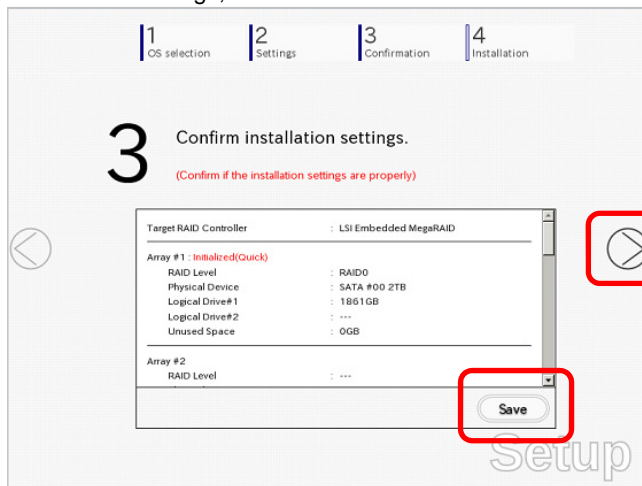 1 2 3 4
OS selection Settings Confirmation Installation
3 Confirm installation settings.
(Confirm if the installation settings are properly)
Target RAID Controller : LSI Embedded MegaRAID
Array #1 : Initialized(Quick)
RAID Level : RAID0
Physical Device : SATA #00 2TB
Logical Drive#1 : 1861GB
Logical Drive#2 : ---
Unused Space : 0GB
Array #2
RAID Level : ---
Save
Setup